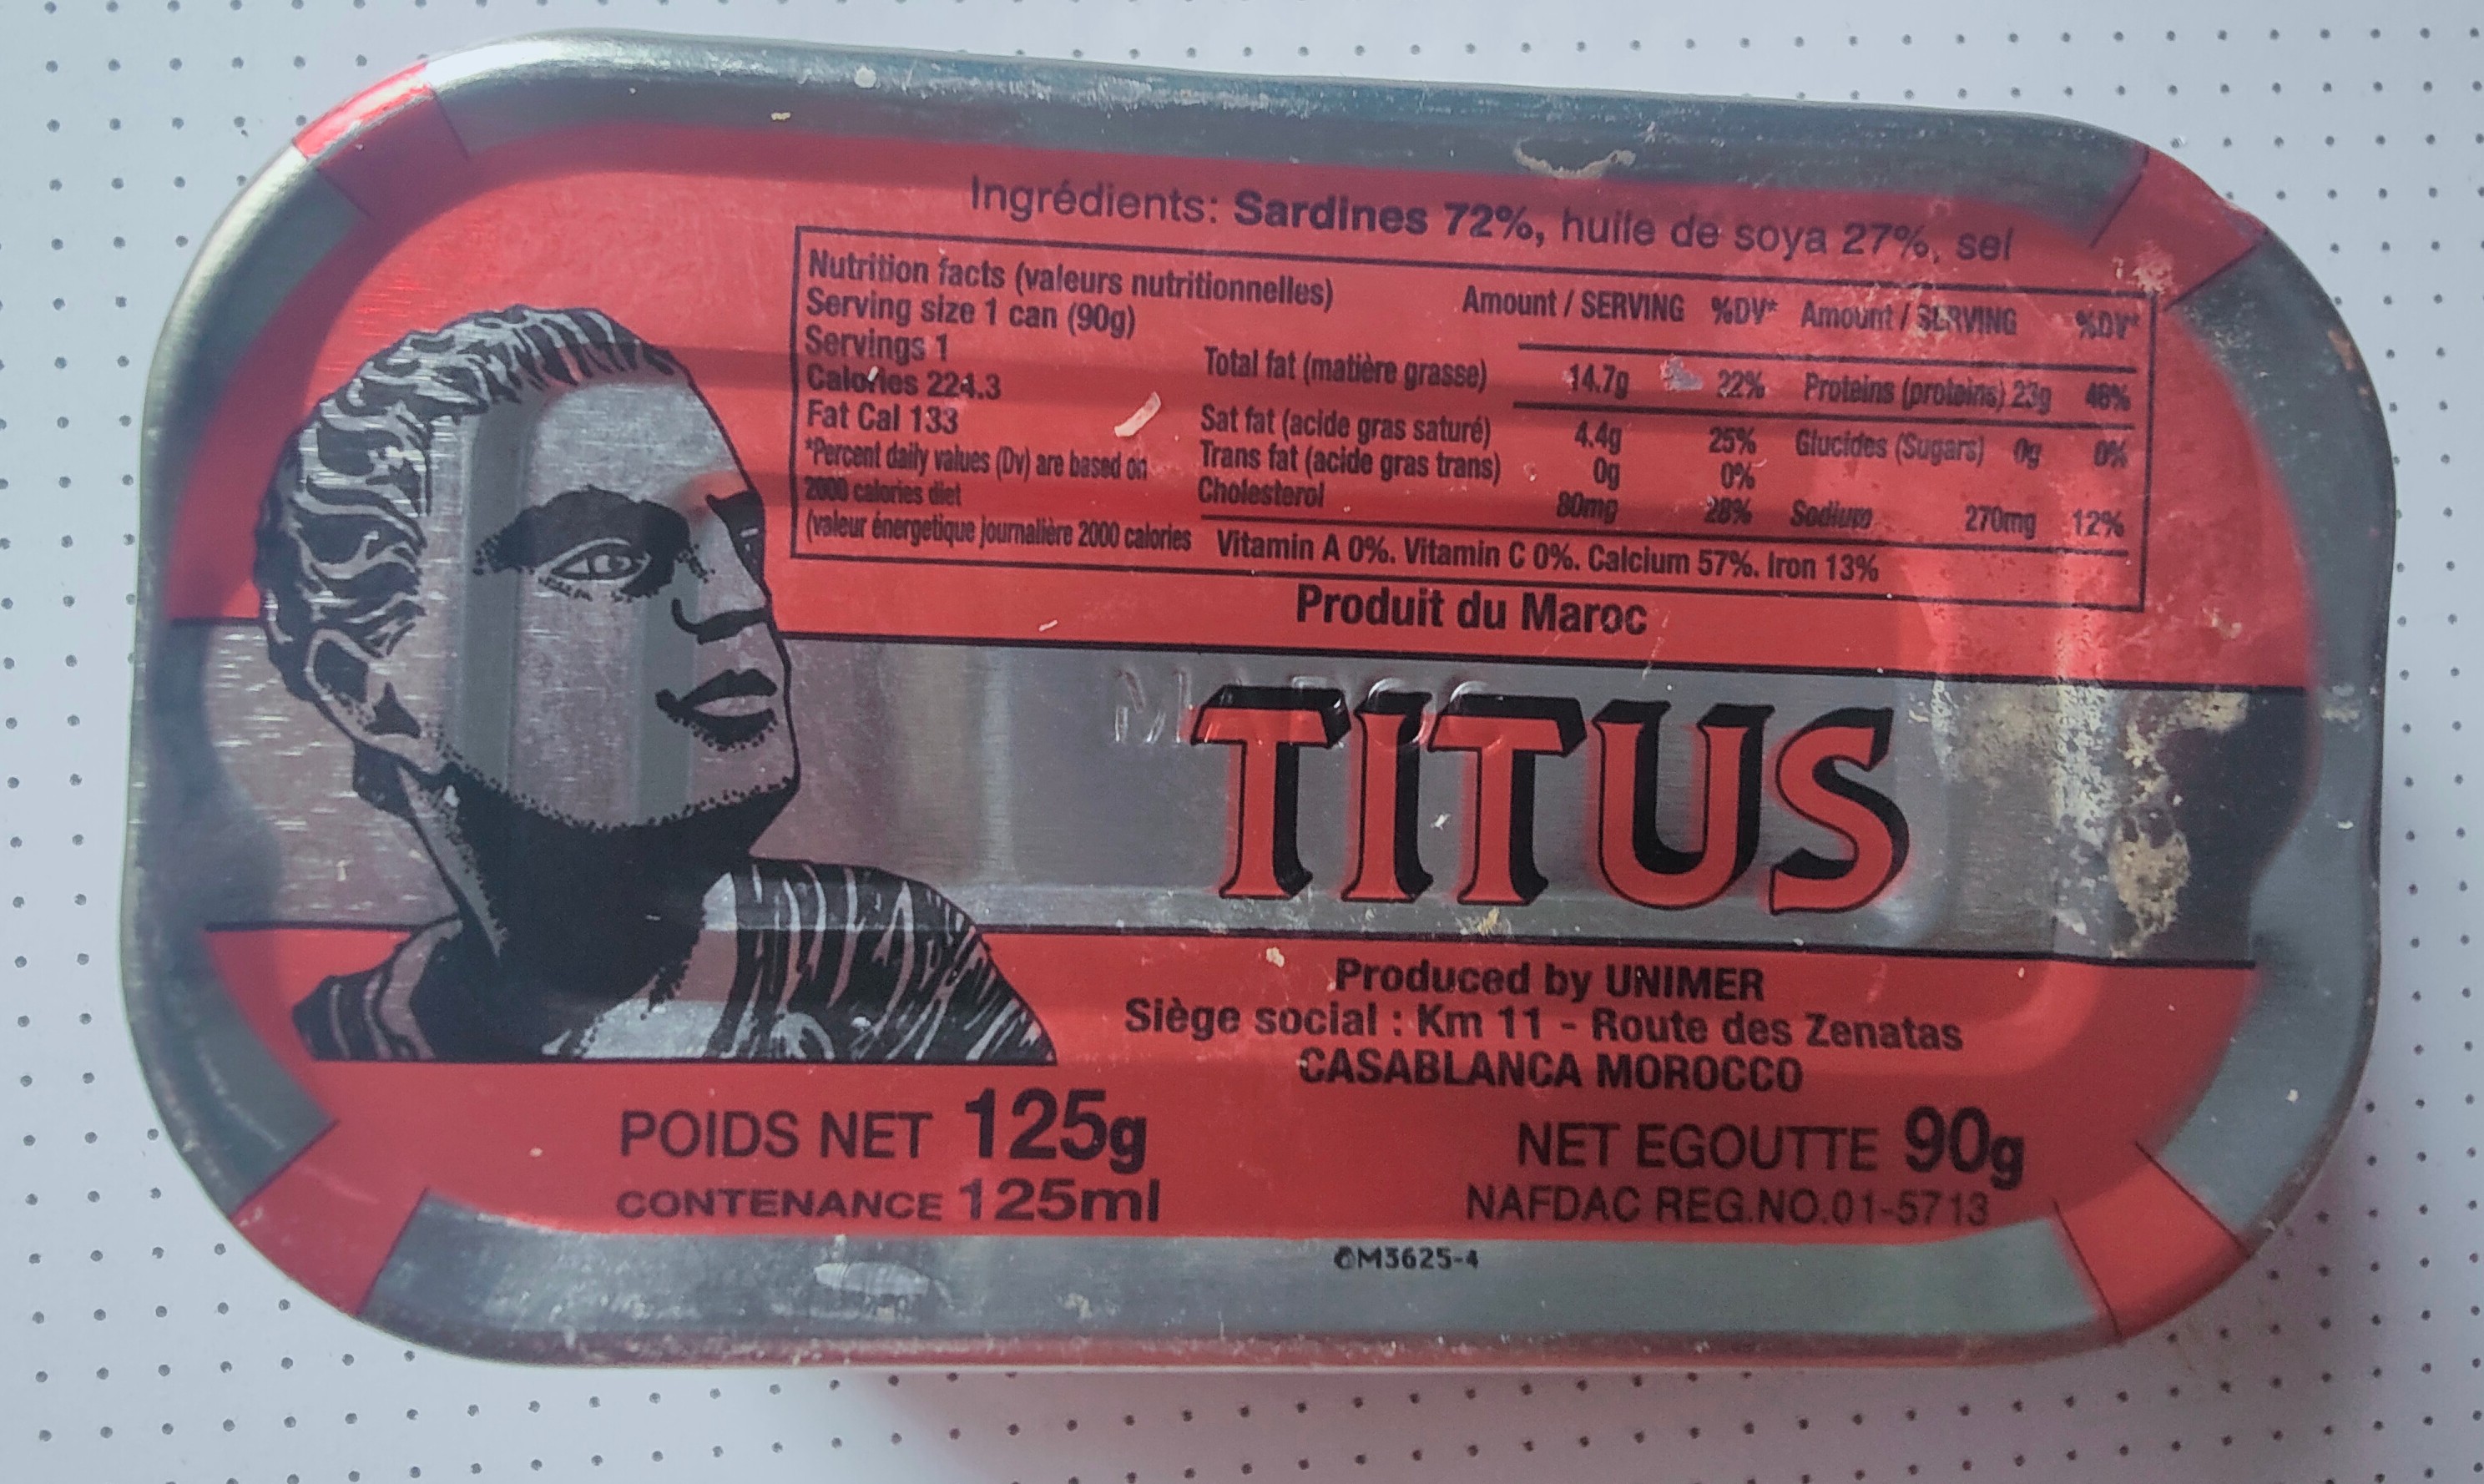 Ingrédients: Sardines 72%, huile de soya 27%, sel
Nutrition facts (valeurs nutritionnelles)
Serving size 1 can (90g)
Servings 1
Calories 224.3
Fat Cal 133
*Percent daily values (Dv) are based on
2000 calories diet
(valeur énergetique journalière 2000 calories
Amount / SERVING %DV* Amount / SERVING %DV*
Total fat (matière grasse) 14.7g 22% Proteins (proteins) 23g 46%
Sat fat (acide gras saturé) 4.4g 25% Glucides (Sugars) 0g 0%
Trans fat (acide gras trans) 0g 0%
Cholesterol 80mg 28% Sodium 270mg 12%
Vitamin A 0%. Vitamin C 0%. Calcium 57%. Iron 13%
Produit du Maroc
MAROC
TITUS
Produced by UNIMER
Siège social : Km 11 - Route des Zenatas
CASABLANCA MOROCCO
POIDS NET 125g
CONTENANCE 125ml
NET EGOUTTE 90g
NAFDAC REG.NO.01-5713
M3625-4